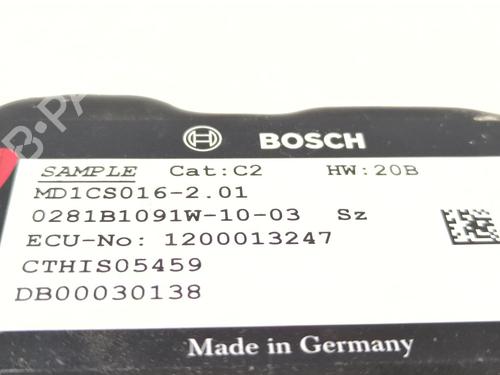 BOSCH
SAMPLE Cat:C2 HW:20B
MD1CS016-2.01
0281B1091W-10-03 Sz
ECU-No: 1200013247
CTHIS05459
DB00030138
Made in Germany